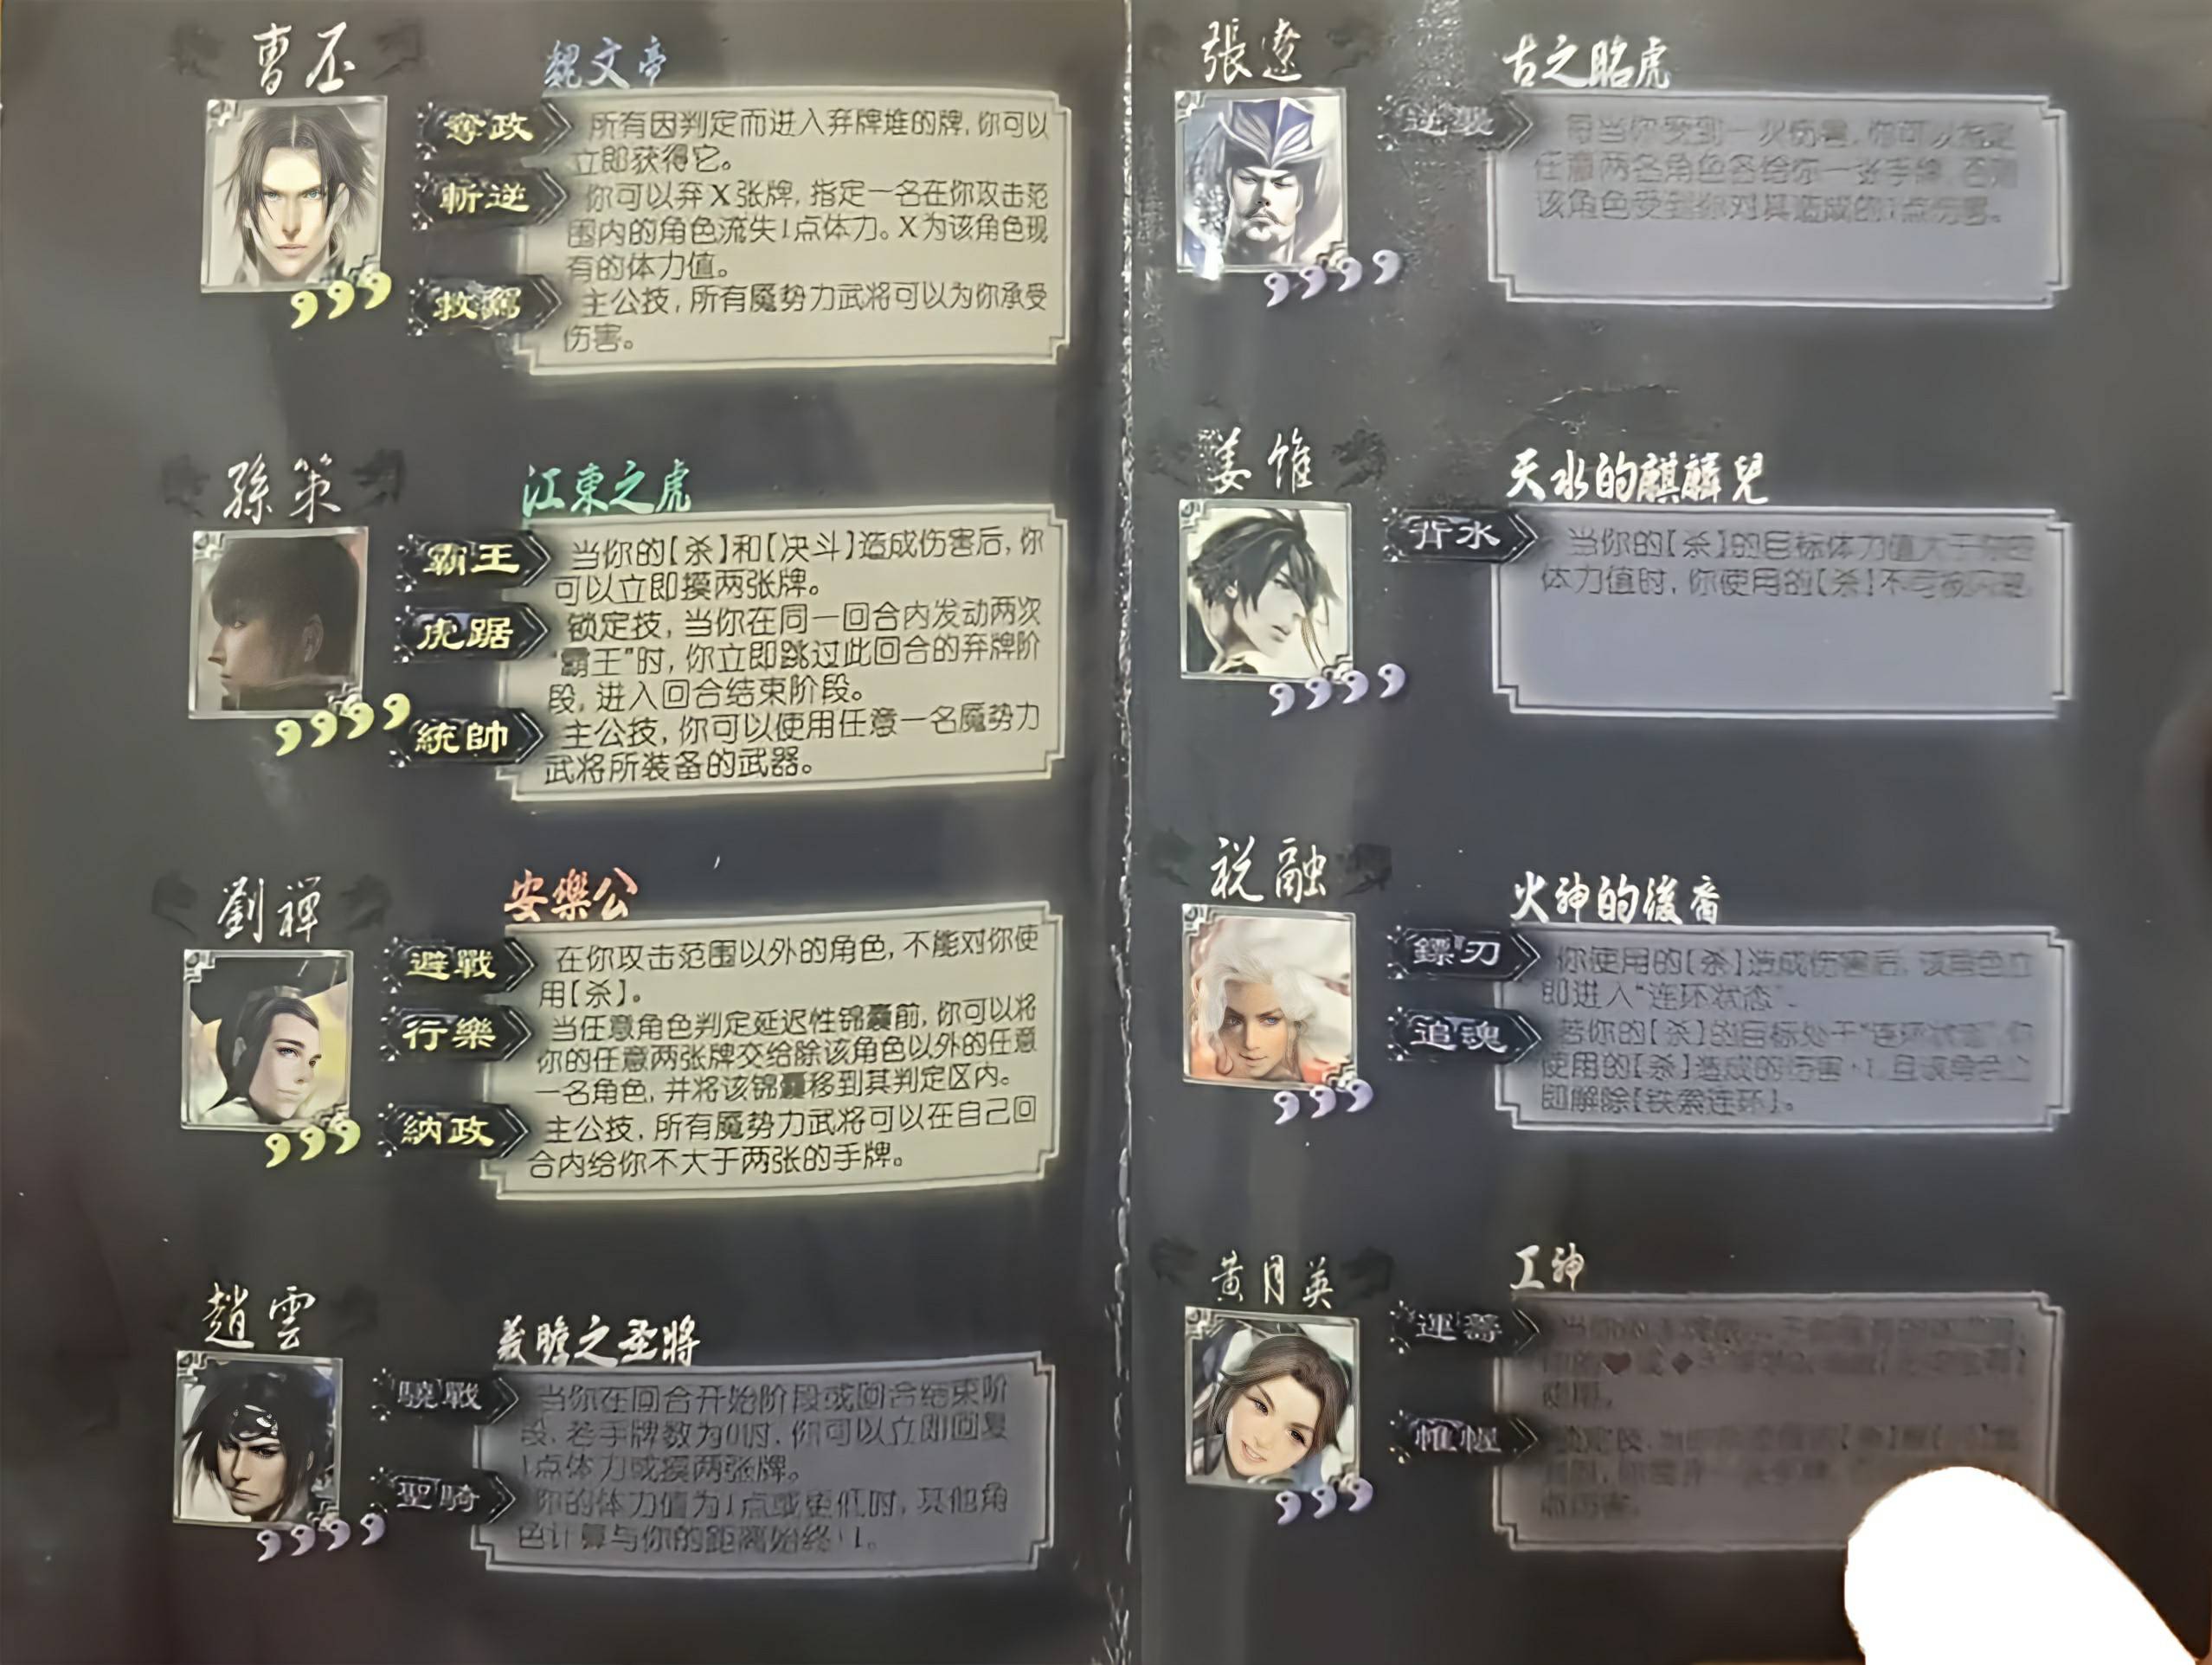 曹丕
魏文帝
奪政
所有因判定而进入弃牌堆的牌，你可以
立即获得它。
斬逆
你可以弃X张牌，指定一名在你攻击范
围内的角色流失1点体力。X为该角色现
有的体力值。
救駕
主公技，所有魔势力武将可以为你承受
伤害。
孫策
江東之虎
霸王
当你的【杀】和【决斗】造成伤害后，你
可以立即摸两张牌。
虎踞
锁定技，当你在同一回合内发动两次
“霸王”时，你立即跳过此回合的弃牌阶
段，进入回合结束阶段。
統帥
主公技，你可以使用任意一名魔势力
武将所装备的武器。
劉禪
安樂公
避戰
在你攻击范围以外的角色，不能对你使
用【杀】。
行樂
当任意角色判定延迟性锦囊前，你可以将
你的任意两张牌交给除该角色以外的任意
一名角色，并将该锦囊移到其判定区内。
納政
主公技，所有魔势力武将可以在自己回
合内给你不大于两张的手牌。
趙雲
之圣將
驍戰
当你在回合开始阶段或回合结束阶
段，若手牌数为0时，你可以立即回复
1点体力或摸两张牌。
聖騎
你的体力值为1点或更低时，其他角
色计算与你的距离始终+1。
張遼
古之昭虎
每当你受到一次伤害，你可以指定
任意两名角色各给你一张手牌，否则
该角色受到你对其造成的1点伤害。
姜维
天水的麒麟兒
背水
当你的【杀】的目标体力值大于
体力值时，你使用的【杀】不可被闪避
祝融
火神的後裔
鏢刃
你使用的【杀】造成伤害后，该角色立
即进入“连环状态”。
追魂
若你的【杀】的目标处于“连环状态”，你
使用的【杀】造成的伤害+1，且该角色立
即解除【铁索连环】。
黃月英
工神
運籌
♥ ♦
使用。
帷幄
点伤害。